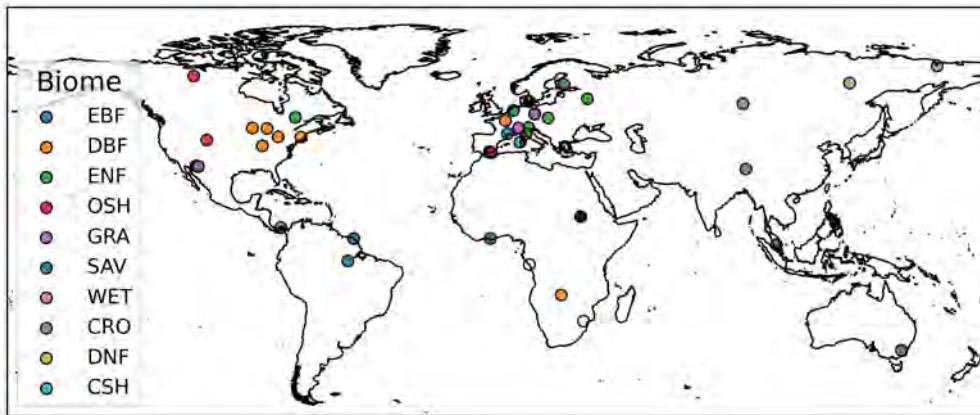 Biome
EBF
DBF
ENF
OSH
GRA
SAV
WET
CRO
DNF
CSH